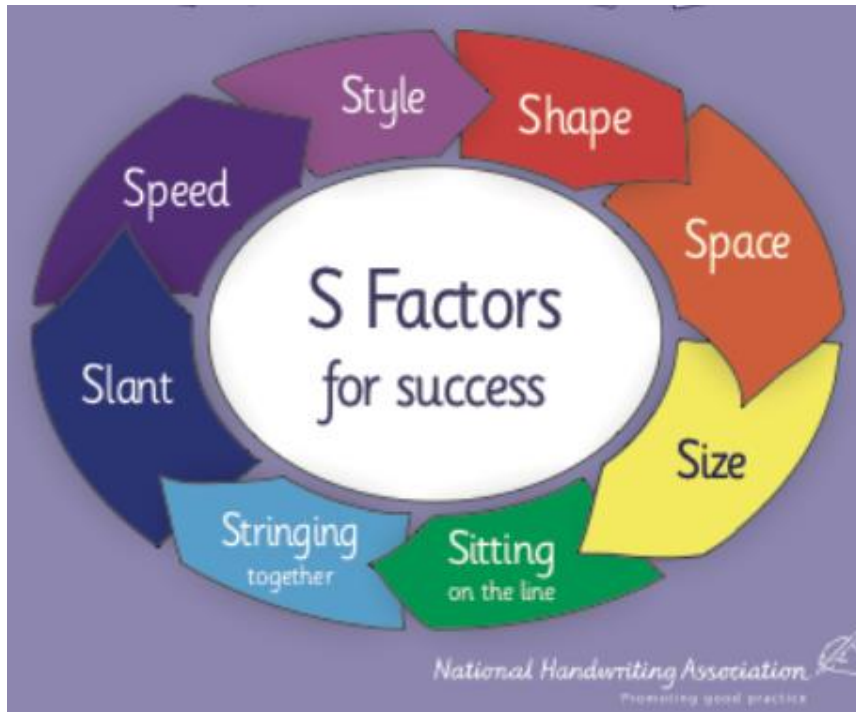 S Factors
for success
Style
Shape
Space
Size
Sitting
on the line
Stringing
together
Slant
Speed
National Handwriting Association
Promoting good practice